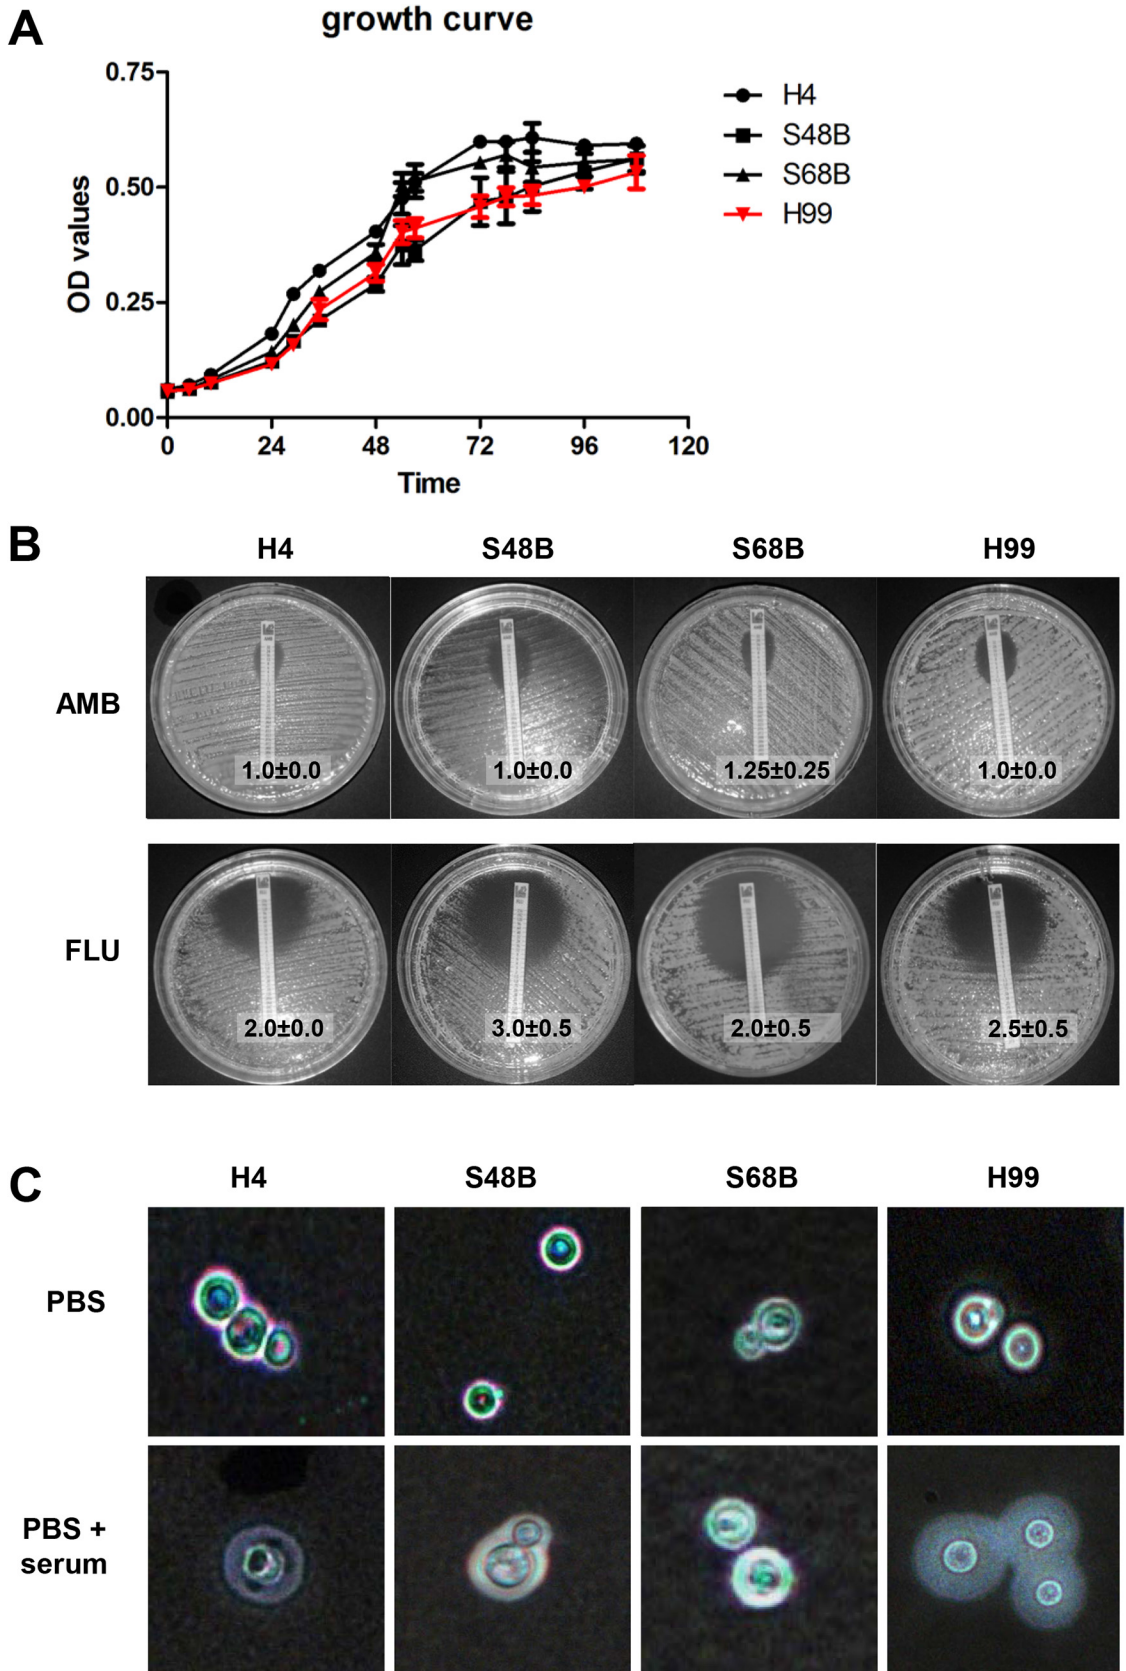 A
growth curve
0.75
0.50
0.25
0.00
OD values
0 24 48 72 96 120
Time
H4
S48B
S68B
H99
B
H4 S48B S68B H99
AMB
1.0±0.0 1.0±0.0 1.25±0.25 1.0±0.0
FLU
2.0±0.0 3.0±0.5 2.0±0.5 2.5±0.5
C
H4 S48B S68B H99
PBS
PBS +
serum